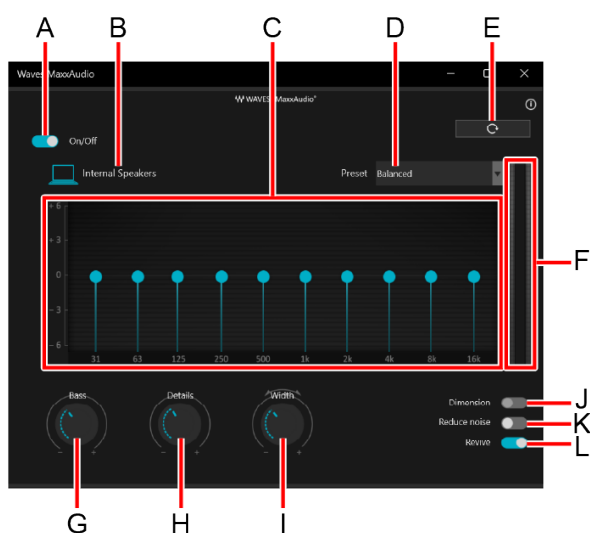 A B C D E
Waves MaxxAudio
WAVES MaxxAudio®
On/Off
Internal Speakers
Preset Balanced
+ 6
+ 3
0
- 3
- 6
31 63 125 250 500 1k 2k 4k 8k 16k
F
Bass Details Width
- + - + - +
Dimension J
Reduce noise K
Revive L
G H I